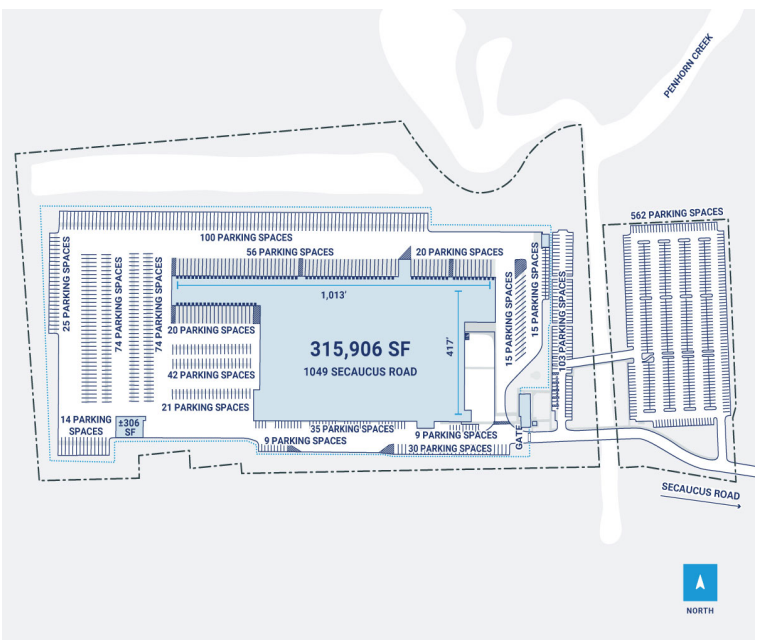 PENHORN CREEK
562 PARKING SPACES
100 PARKING SPACES
56 PARKING SPACES
20 PARKING SPACES
25 PARKING SPACES
74 PARKING SPACES
74 PARKING SPACES
1,013'
15 PARKING SPACES
15 PARKING SPACES
103 PARKING SPACES
20 PARKING SPACES
315,906 SF
1049 SECAUCUS ROAD
417'
42 PARKING SPACES
21 PARKING SPACES
14 PARKING
SPACES
±306
SF
35 PARKING SPACES
9 PARKING SPACES
9 PARKING SPACES
30 PARKING SPACES
GATE
SECAUCUS ROAD
NORTH